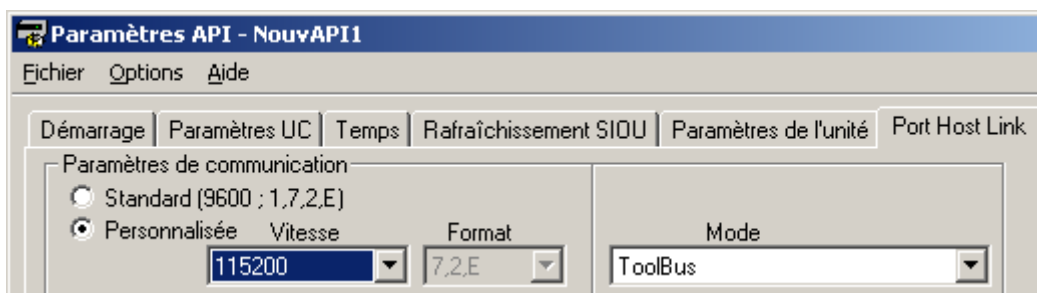 Paramètres API - NouvAPI1
Fichier Options Aide
Démarrage Paramètres UC Temps Rafraîchissement SIOU Paramètres de l'unité Port Host Link
Paramètres de communication
Standard (9600 ; 1,7,2,E)
Personnalisée Vitesse Format Mode
115200 7,2,E ToolBus